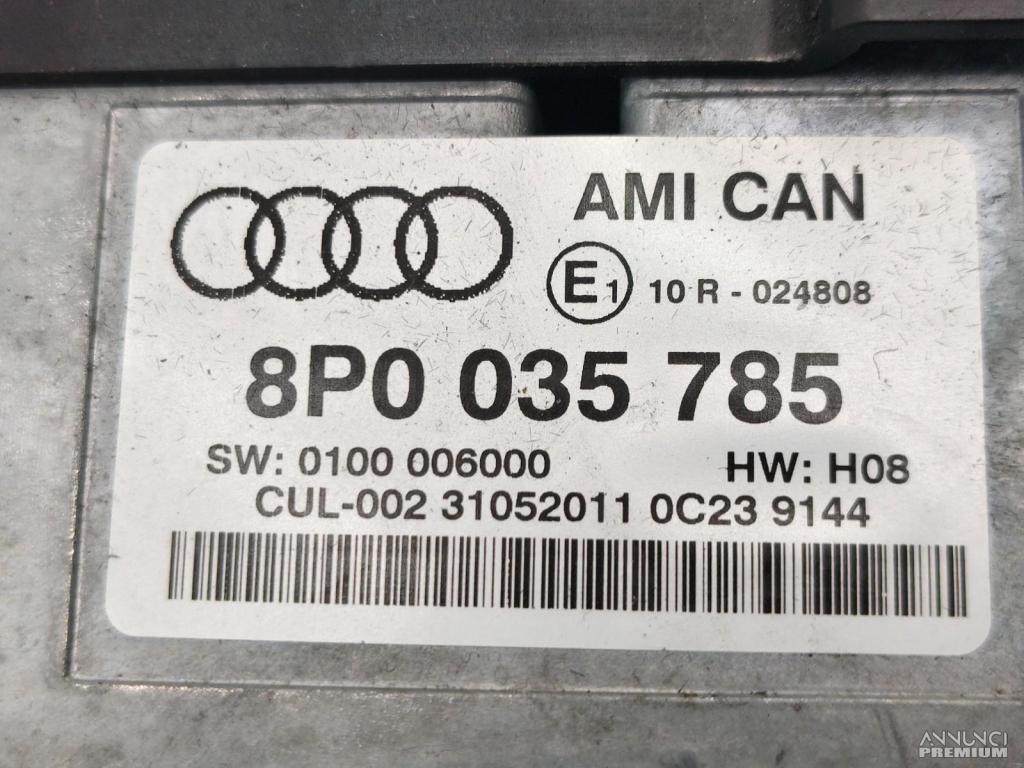 AMI CAN
E1 10 R - 024808
8P0 035 785
SW: 0100 006000 HW: H08
CUL-002 31052011 0C23 9144
ANNUNCI
PREMIUM